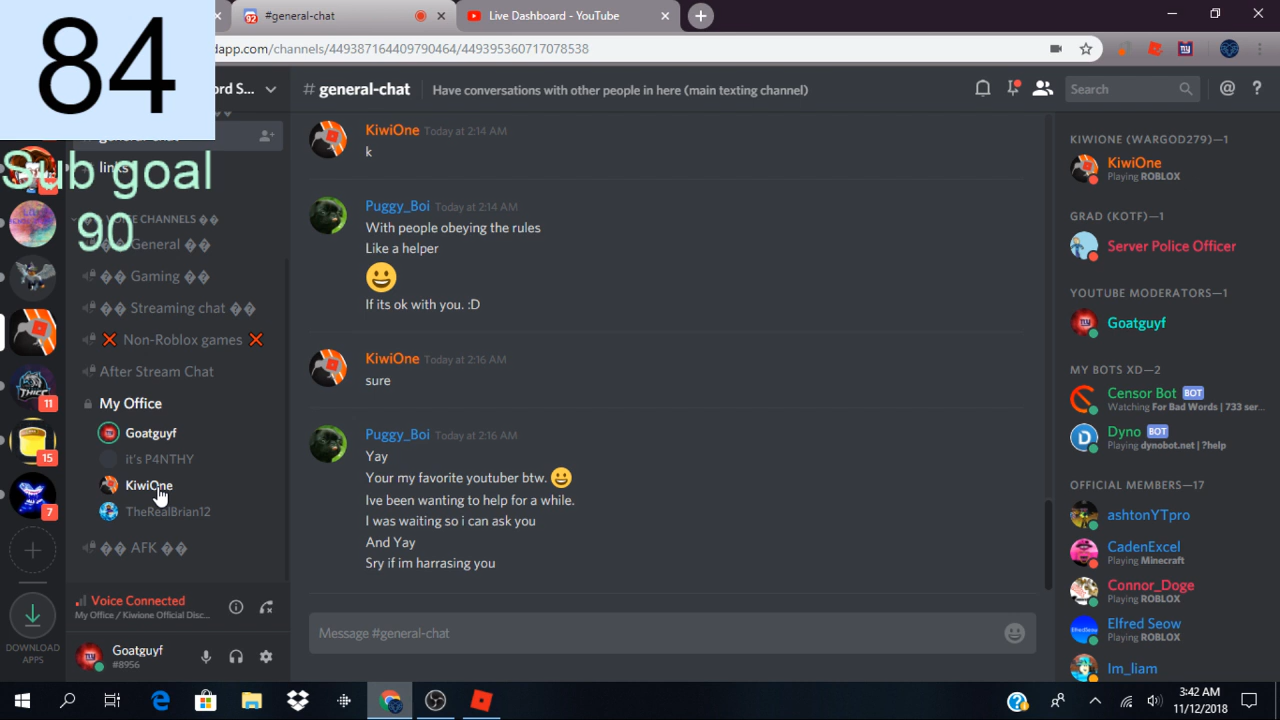 84
Sub goal
90
#general-chat
Live Dashboard - YouTube
dapp.com/channels/449387164409790464/449395360717078538
ord S...
# general-chat
Have conversations with other people in here (main texting channel)
Search
general-chat
links
VOICE CHANNELS
General
Gaming
Streaming chat
Non-Roblox games
After Stream Chat
My Office
Goatguyf
it's P4NTHY
KiwiOne
TheRealBrian12
AFK
11
15
7
DOWNLOAD
APPS
Voice Connected
My Office / Kiwione Official Disc...
Goatguyf
#8956
KiwiOne Today at 2:14 AM
k
Puggy_Boi Today at 2:14 AM
With people obeying the rules
Like a helper
If its ok with you. :D
KiwiOne Today at 2:16 AM
sure
Puggy_Boi Today at 2:16 AM
Yay
Your my favorite youtuber btw.
Ive been wanting to help for a while.
I was waiting so i can ask you
And Yay
Sry if im harrasing you
Message #general-chat
KIWIONE (WARGOD279)—1
KiwiOne
Playing ROBLOX
GRAD (KOTF)—1
Server Police Officer
YOUTUBE MODERATORS—1
Goatguyf
MY BOTS XD—2
Censor Bot BOT
Watching For Bad Words | 733 ser...
Dyno BOT
Playing dynobot.net | ?help
OFFICIAL MEMBERS—17
ashtonYTpro
CadenExcel
Playing Minecraft
Connor_Doge
Playing ROBLOX
Elfred Seow
Playing ROBLOX
Im_liam
3:42 AM
11/12/2018